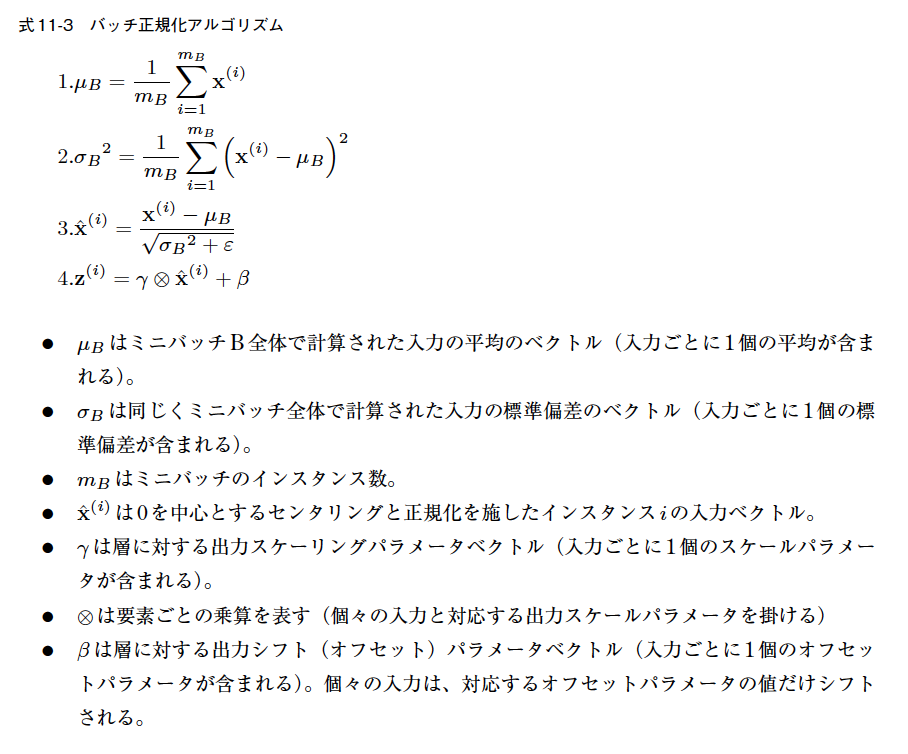 式11-3 バッチ正規化アルゴリズム
1.μ_B = \frac{1}{m_B} \sum_{i=1}^{m_B} \mathbf{x}^{(i)}
2.σ_B^2 = \frac{1}{m_B} \sum_{i=1}^{m_B} \left( \mathbf{x}^{(i)} − μ_B \right)^2
3.\hat{\mathbf{x}}^{(i)} = \frac{\mathbf{x}^{(i)} − μ_B}{\sqrt{σ_B^2 + ε}}
4.\mathbf{z}^{(i)} = γ ⊗ \hat{\mathbf{x}}^{(i)} + β
● μ_B はミニバッチB全体で計算された入力の平均のベクトル（入力ごとに1個の平均が含ま
れる）。
● σ_B は同じくミニバッチ全体で計算された入力の標準偏差のベクトル（入力ごとに1個の標
準偏差が含まれる）。
● m_B はミニバッチのインスタンス数。
● \hat{\mathbf{x}}^{(i)} は0を中心とするセンタリングと正規化を施したインスタンスiの入力ベクトル。
● γは層に対する出力スケーリングパラメータベクトル（入力ごとに1個のスケールパラメー
タが含まれる）。
● ⊗は要素ごとの乗算を表す（個々の入力と対応する出力スケールパラメータを掛ける）
● βは層に対する出力シフト（オフセット）パラメータベクトル（入力ごとに1個のオフセッ
トパラメータが含まれる）。個々の入力は、対応するオフセットパラメータの値だけシフト
される。